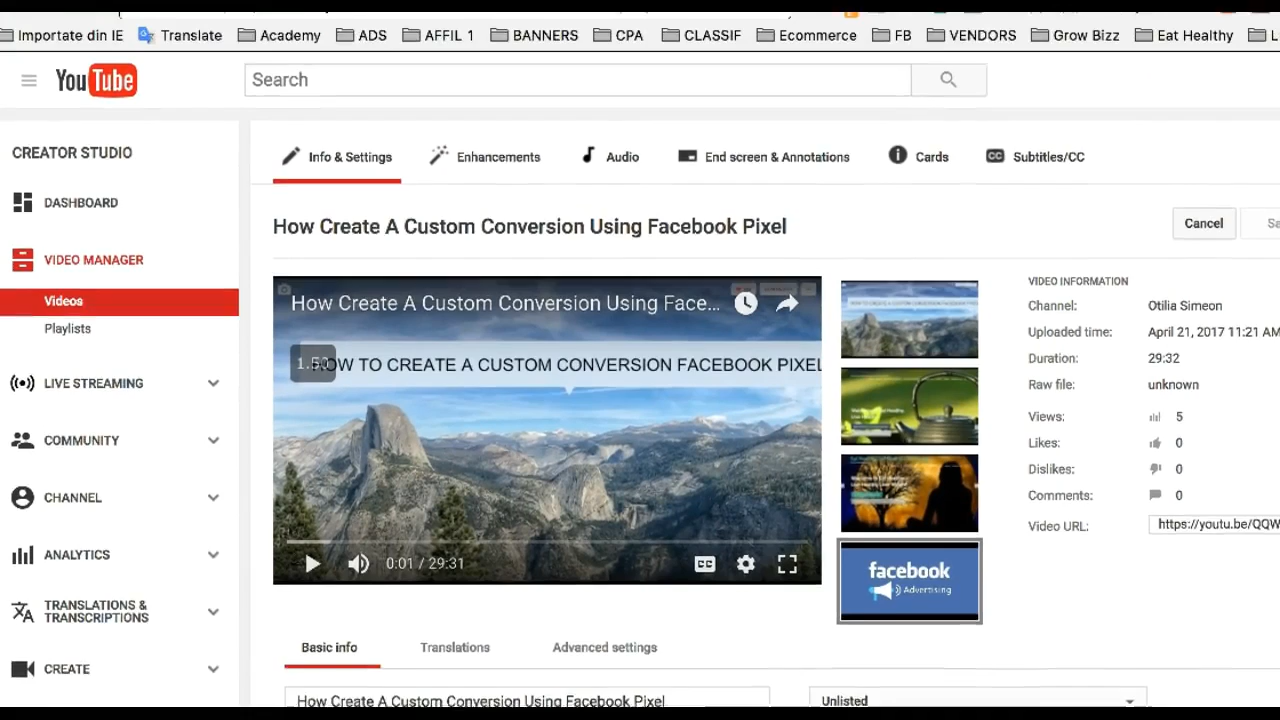 Importate din IE Translate Academy ADS AFFIL 1 BANNERS CPA CLASSIF Ecommerce FB VENDORS Grow Bizz Eat Healthy L
YouTube
Search
CREATOR STUDIO
DASHBOARD
VIDEO MANAGER
Videos
Playlists
LIVE STREAMING
COMMUNITY
CHANNEL
ANALYTICS
TRANSLATIONS &
TRANSCRIPTIONS
CREATE
Info & Settings Enhancements Audio End screen & Annotations Cards CC Subtitles/CC
How Create A Custom Conversion Using Facebook Pixel
Cancel Sa
How Create A Custom Conversion Using Face...
HOW TO CREATE A CUSTOM CONVERSION FACEBOOK PIXEL
0:01 / 29:31 CC
facebook
Advertising
VIDEO INFORMATION
Channel: Otilia Simeon
Uploaded time: April 21, 2017 11:21 AM
Duration: 29:32
Raw file: unknown
Views: 5
Likes: 0
Dislikes: 0
Comments: 0
Video URL: https://youtu.be/QQW
Basic info Translations Advanced settings
How Create A Custom Conversion Using Facebook Pixel
Unlisted